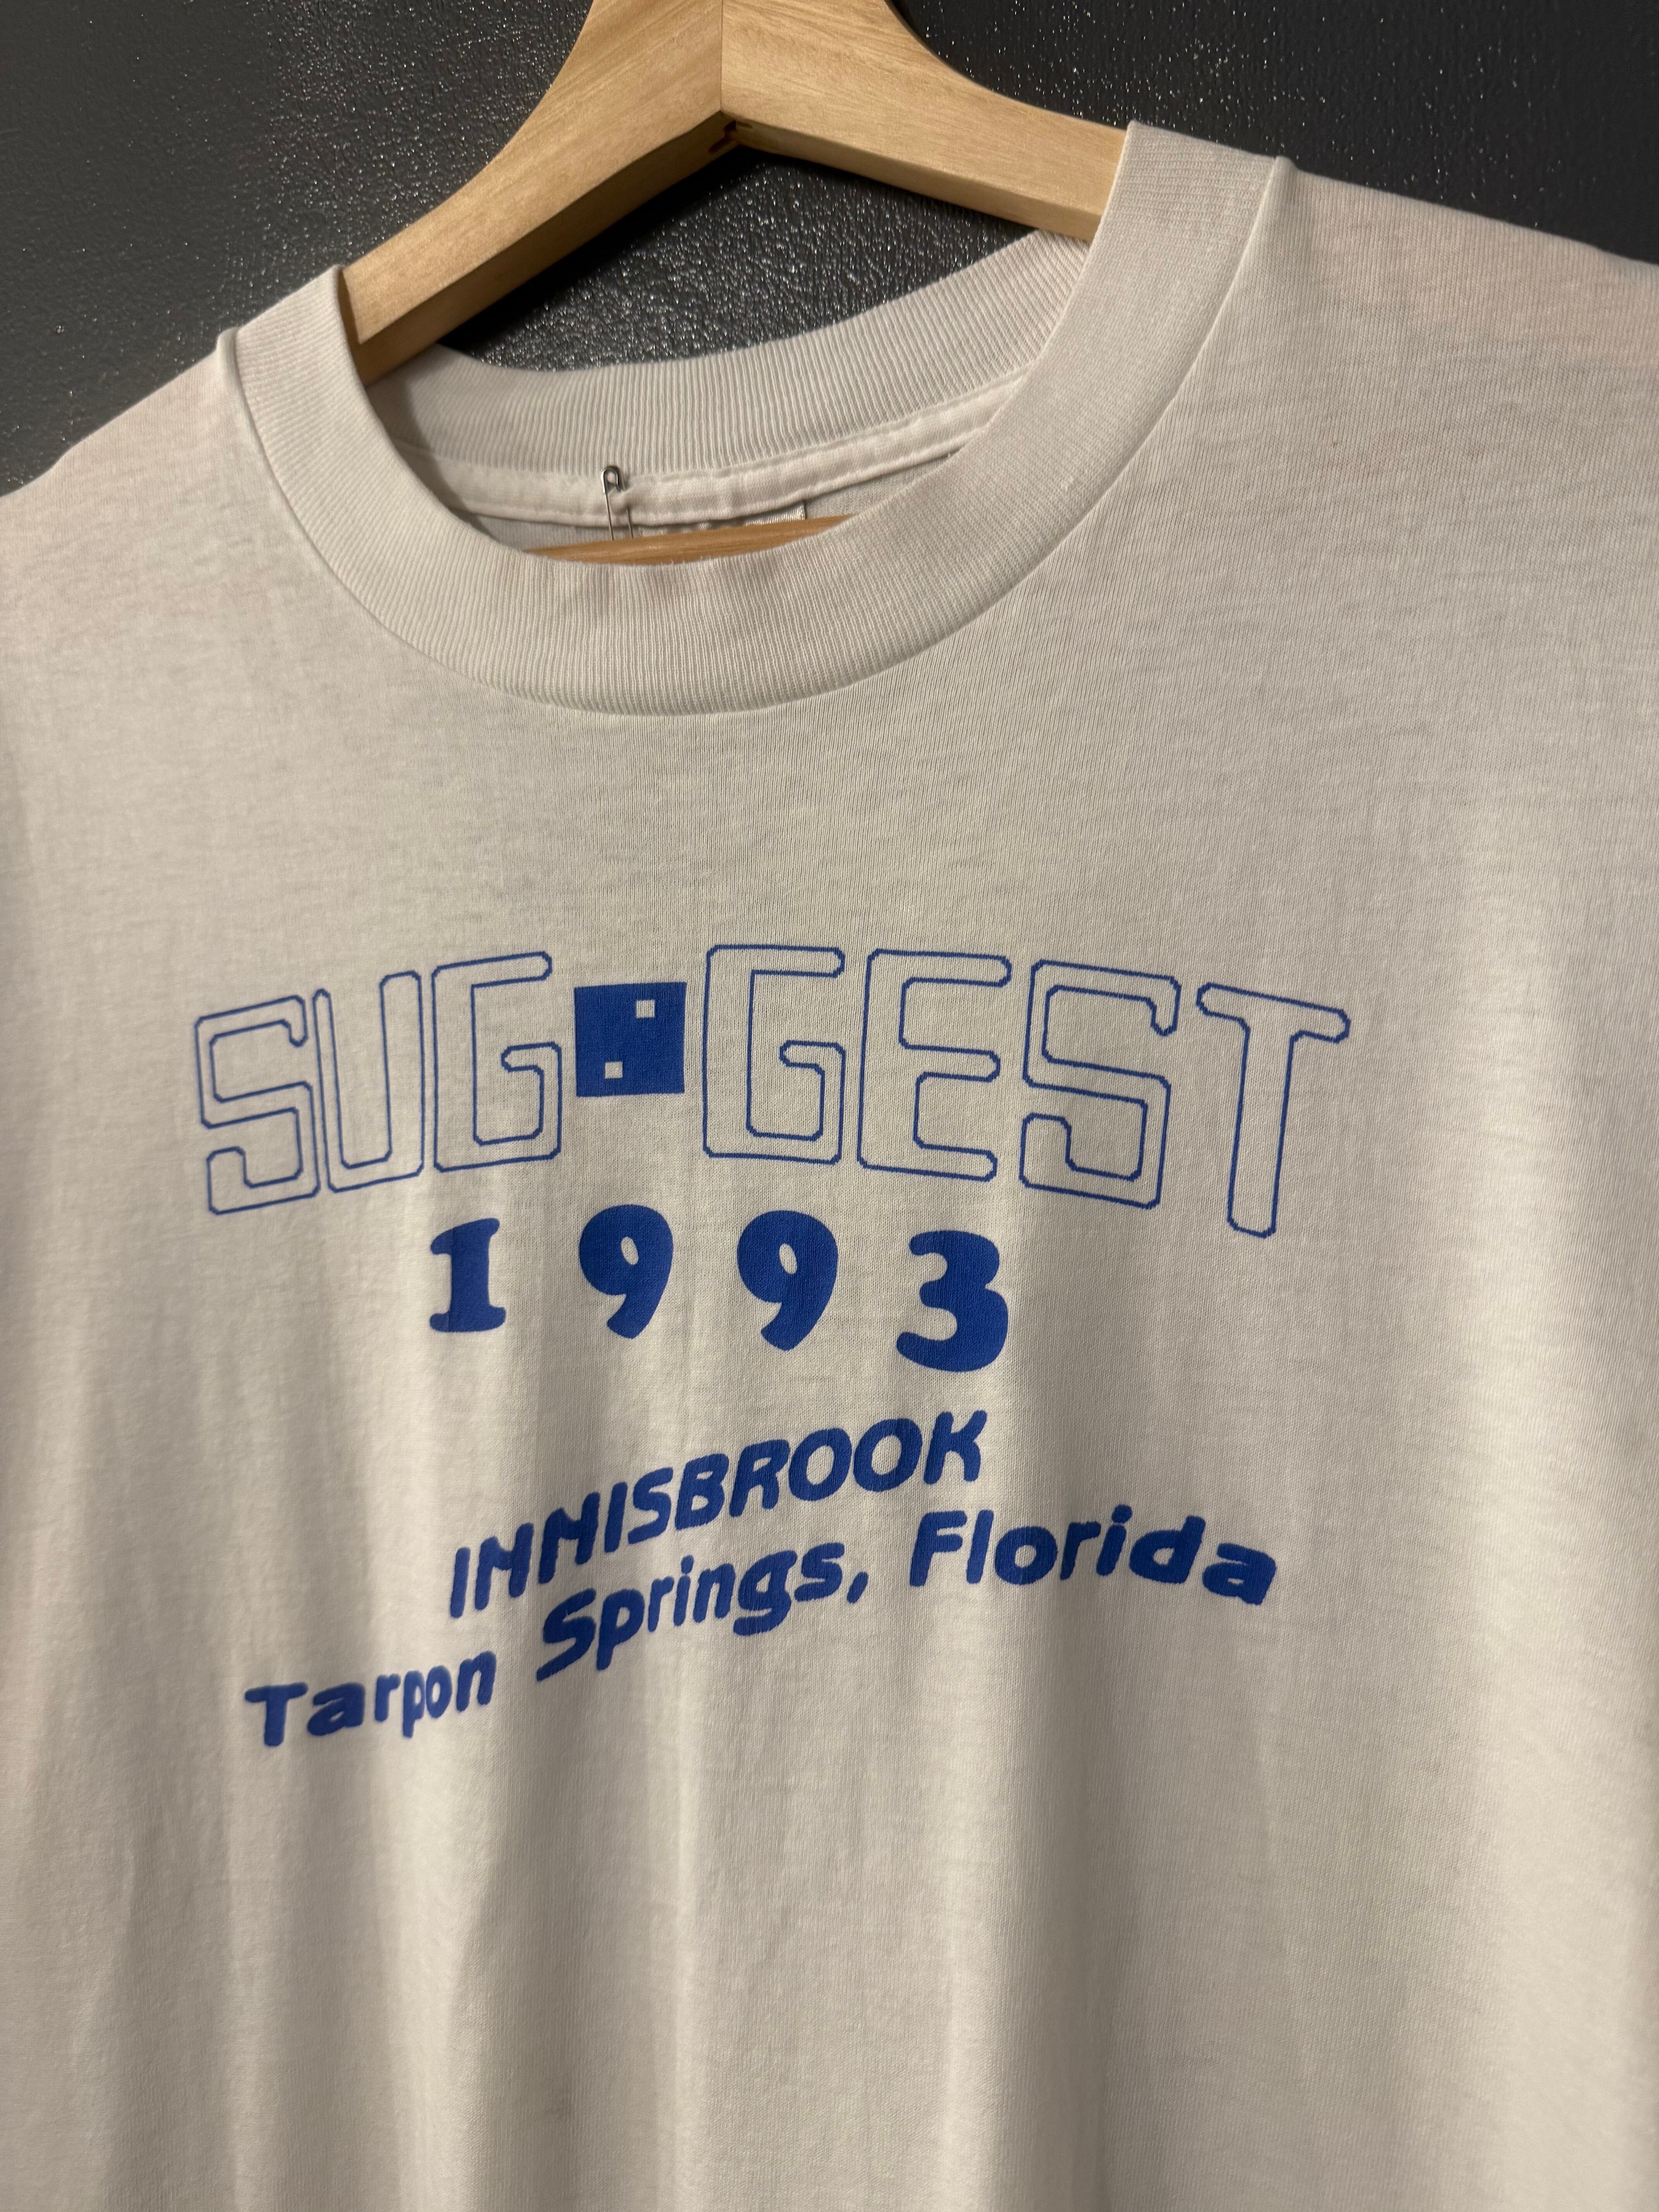 SUG GEST
1993
INNISBROOK
Tarpon Springs, Florida